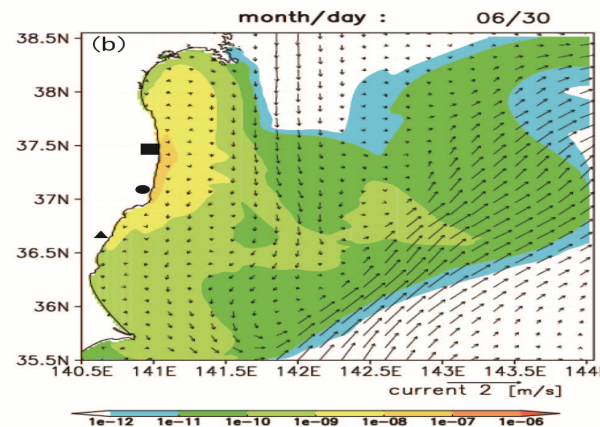 month/day : 06/30
(b)
38.5N
38N
37.5N
37N
36.5N
36N
35.5N
140.5E 141E 141.5E 142E 142.5E 143E 143.5E 144E
current 2 [m/s]
1e-12 1e-11 1e-10 1e-09 1e-08 1e-07 1e-06